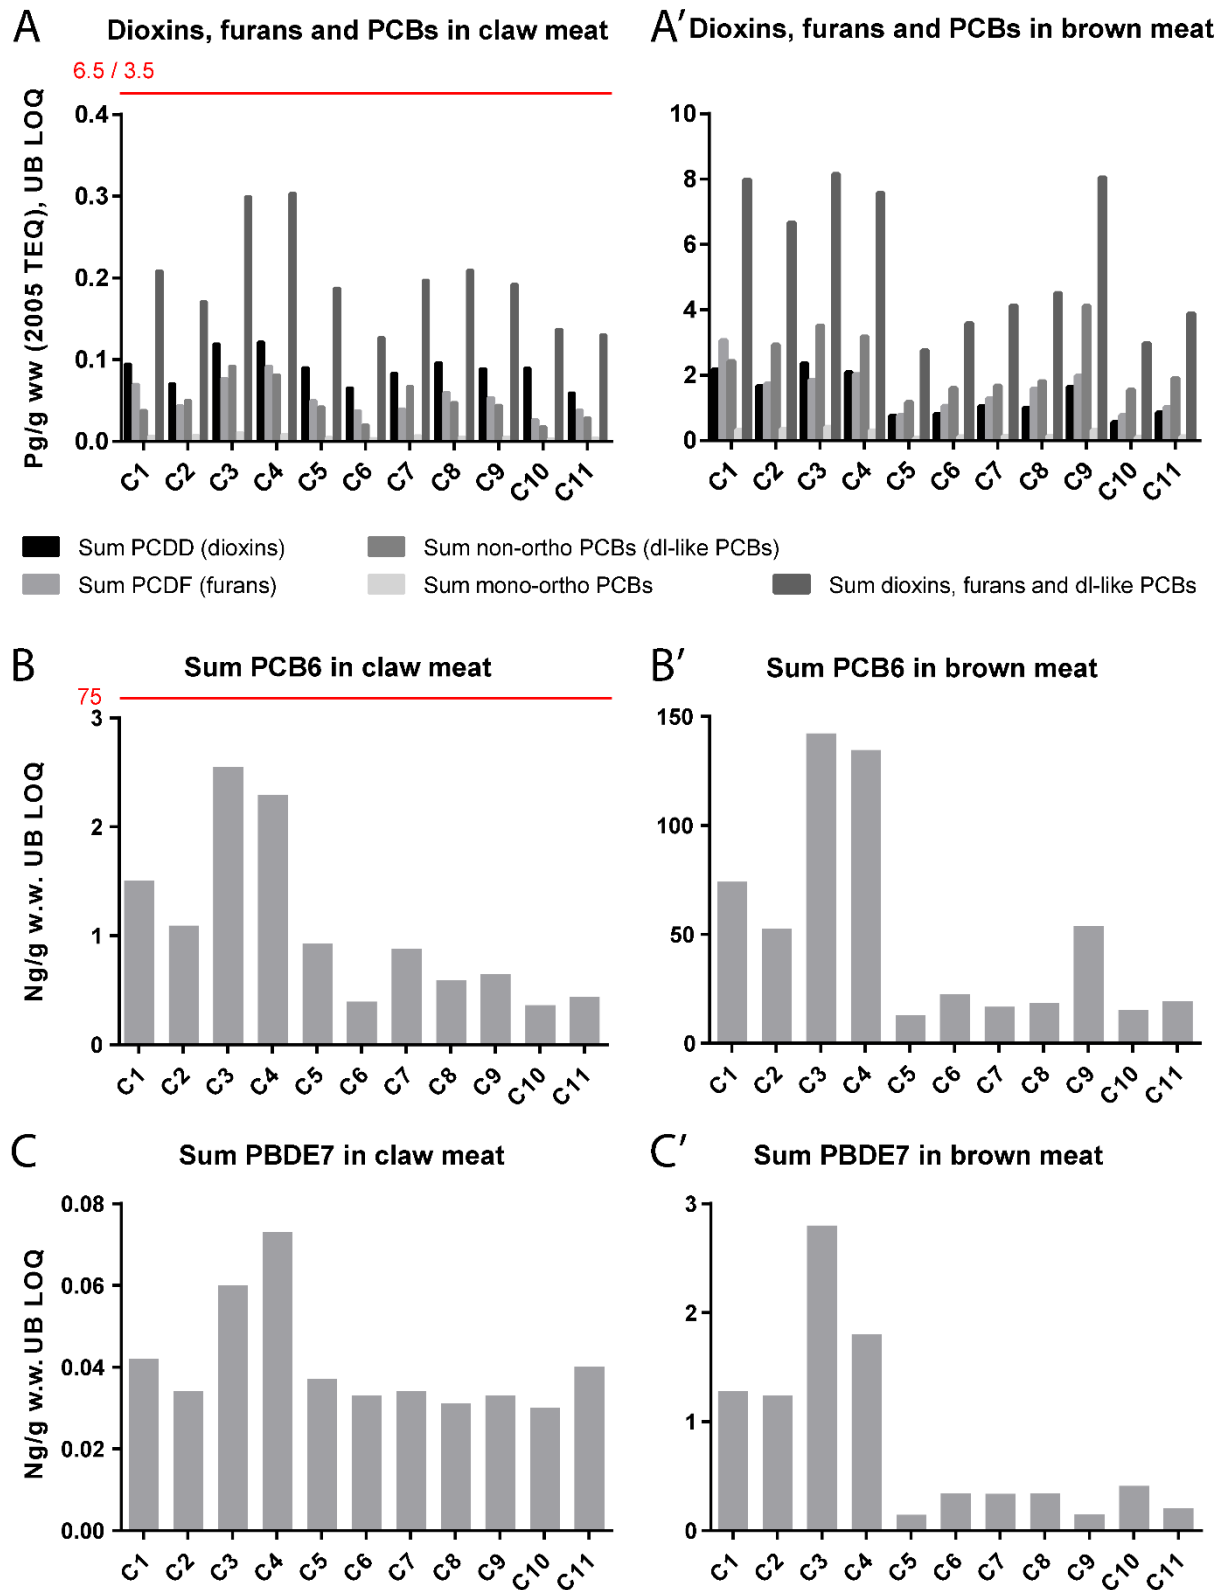 A Dioxins, furans and PCBs in claw meat
A′ Dioxins, furans and PCBs in brown meat
6.5 / 3.5
Pg/g ww (2005 TEQ), UB LOQ
0.4
0.3
0.2
0.1
0.0
C1 C2 C3 C4 C5 C6 C7 C8 C9 C10 C11
10
8
6
4
2
0
C1 C2 C3 C4 C5 C6 C7 C8 C9 C10 C11
Sum PCDD (dioxins)
Sum non-ortho PCBs (dl-like PCBs)
Sum PCDF (furans)
Sum mono-ortho PCBs
Sum dioxins, furans and dl-like PCBs
B Sum PCB6 in claw meat
75
Ng/g w.w. UB LOQ
3
2
1
0
C1 C2 C3 C4 C5 C6 C7 C8 C9 C10 C11
B′ Sum PCB6 in brown meat
150
100
50
0
C1 C2 C3 C4 C5 C6 C7 C8 C9 C10 C11
C Sum PBDE7 in claw meat
Ng/g w.w. UB LOQ
0.08
0.06
0.04
0.02
0.00
C1 C2 C3 C4 C5 C6 C7 C8 C9 C10 C11
C′ Sum PBDE7 in brown meat
3
2
1
0
C1 C2 C3 C4 C5 C6 C7 C8 C9 C10 C11